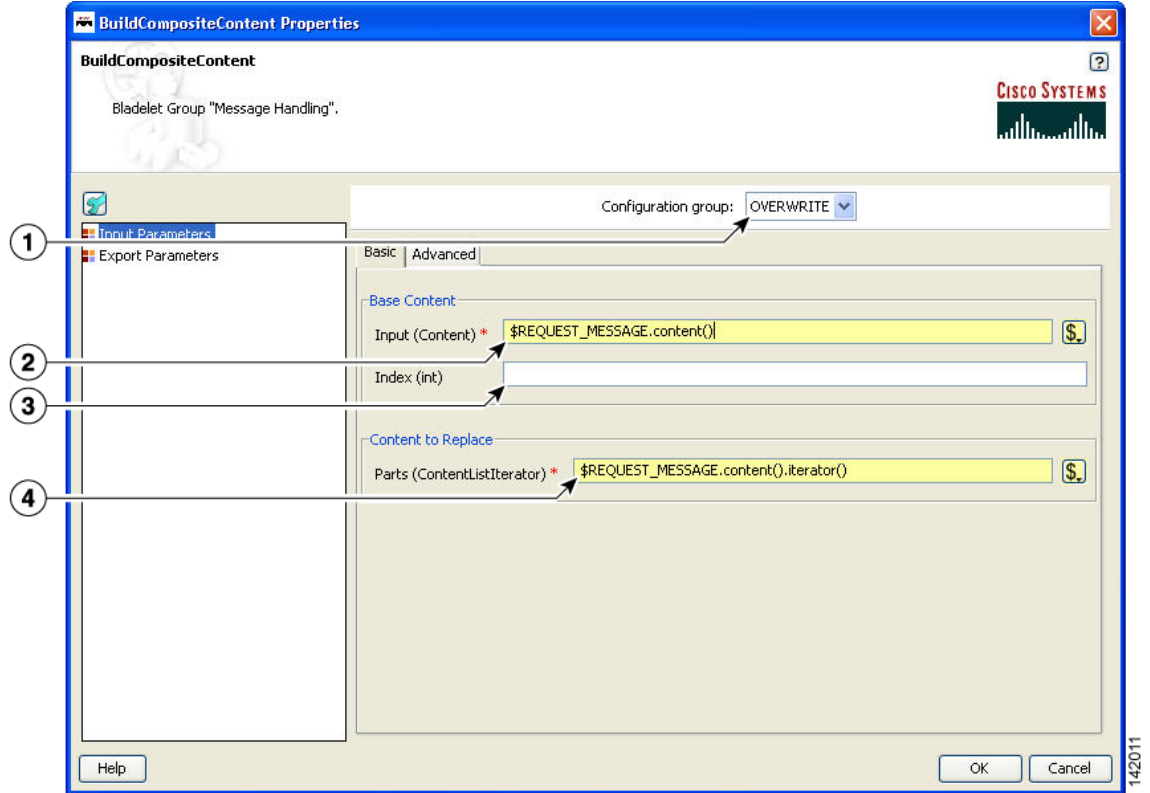 BuildCompositeContent Properties
BuildCompositeContent
?
Bladelet Group "Message Handling".
CISCO SYSTEMS
Configuration group: OVERWRITE
1
Input Parameters
Export Parameters
Basic Advanced
Base Content
Input (Content) * $REQUEST_MESSAGE.content() $
2
Index (int)
3
Content to Replace
Parts (ContentListIterator) * $REQUEST_MESSAGE.content().iterator() $
4
Help OK Cancel
142011